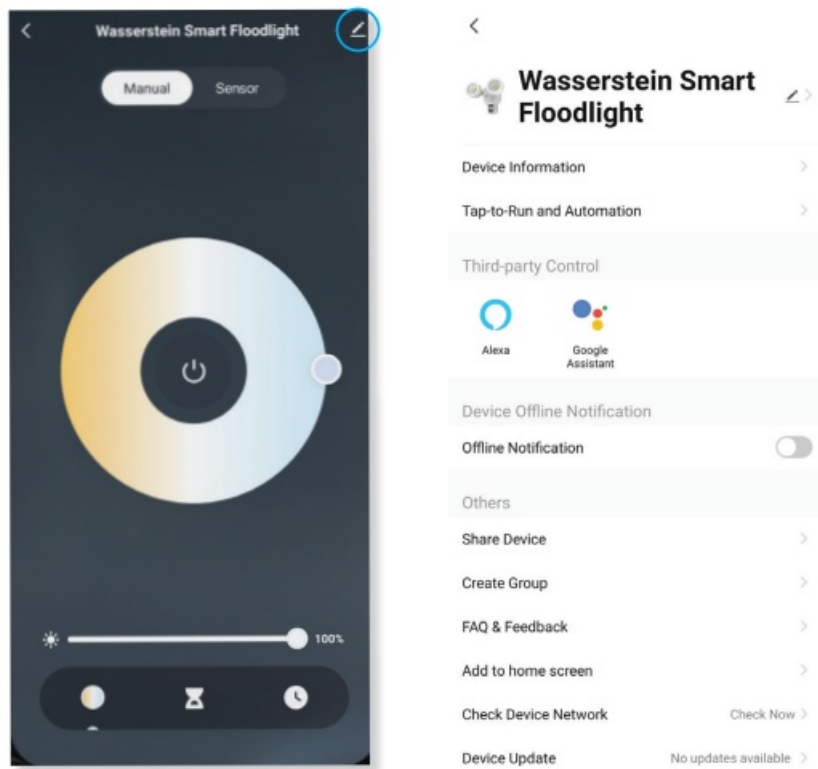 Wasserstein Smart Floodlight
Manual Sensor
100%
Wasserstein Smart
Floodlight
Device Information
Tap-to-Run and Automation
Third-party Control
Alexa
Google
Assistant
Device Offline Notification
Offline Notification
Others
Share Device
Create Group
FAQ & Feedback
Add to home screen
Check Device Network Check Now
Device Update No updates available